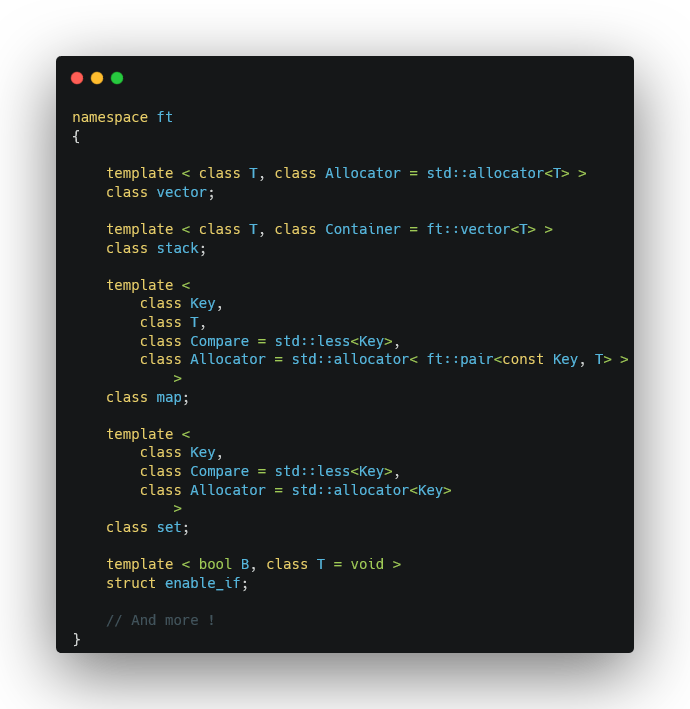 namespace ft
{
template < class T, class Allocator = std::allocator<T> >
class vector;
template < class T, class Container = ft::vector<T> >
class stack;
template <
class Key,
class T,
class Compare = std::less<Key>,
class Allocator = std::allocator< ft::pair<const Key, T> >
>
class map;
template <
class Key,
class Compare = std::less<Key>,
class Allocator = std::allocator<Key>
>
class set;
template < bool B, class T = void >
struct enable_if;
// And more !
}